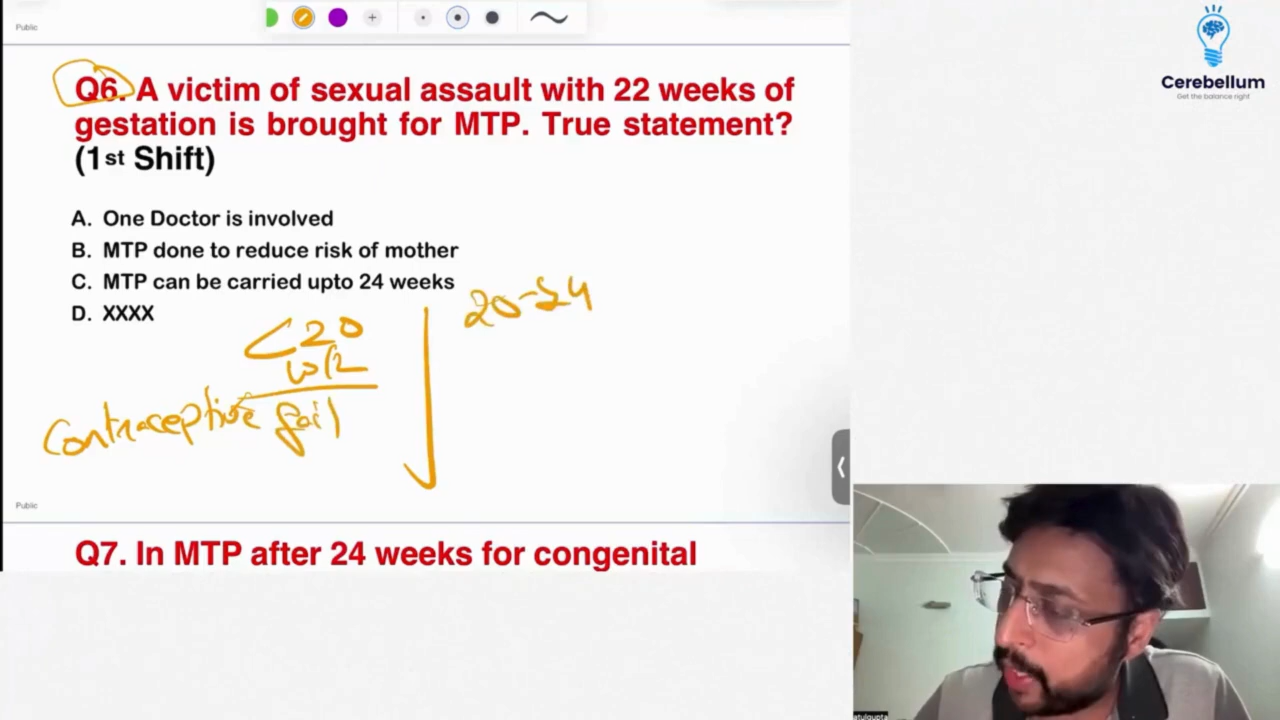 Public
Cerebellum
Get the balance right
Q6. A victim of sexual assault with 22 weeks of
gestation is brought for MTP. True statement?
(1st Shift)
A. One Doctor is involved
B. MTP done to reduce risk of mother
C. MTP can be carried upto 24 weeks
D. XXXX
20-24
<20
wk
Contraceptive fail
Public
Q7. In MTP after 24 weeks for congenital
atulgupta